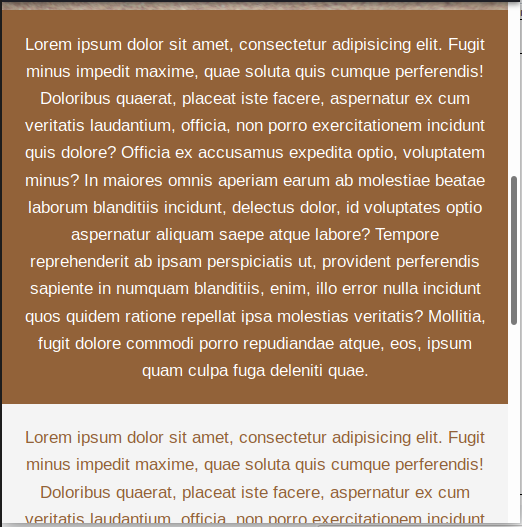 Lorem ipsum dolor sit amet, consectetur adipisicing elit. Fugit
minus impedit maxime, quae soluta quis cumque perferendis!
Doloribus quaerat, placeat iste facere, aspernatur ex cum
veritatis laudantium, officia, non porro exercitationem incidunt
quis dolore? Officia ex accusamus expedita optio, voluptatem
minus? In maiores omnis aperiam earum ab molestiae beatae
laborum blanditiis incidunt, delectus dolor, id voluptates optio
aspernatur aliquam saepe atque labore? Tempore
reprehenderit ab ipsam perspiciatis ut, provident perferendis
sapiente in numquam blanditiis, enim, illo error nulla incidunt
quos quidem ratione repellat ipsa molestias veritatis? Mollitia,
fugit dolore commodi porro repudiandae atque, eos, ipsum
quam culpa fuga deleniti quae.
Lorem ipsum dolor sit amet, consectetur adipisicing elit. Fugit
minus impedit maxime, quae soluta quis cumque perferendis!
Doloribus quaerat, placeat iste facere, aspernatur ex cum
veritatis laudantium, officia, non porro exercitationem incidunt